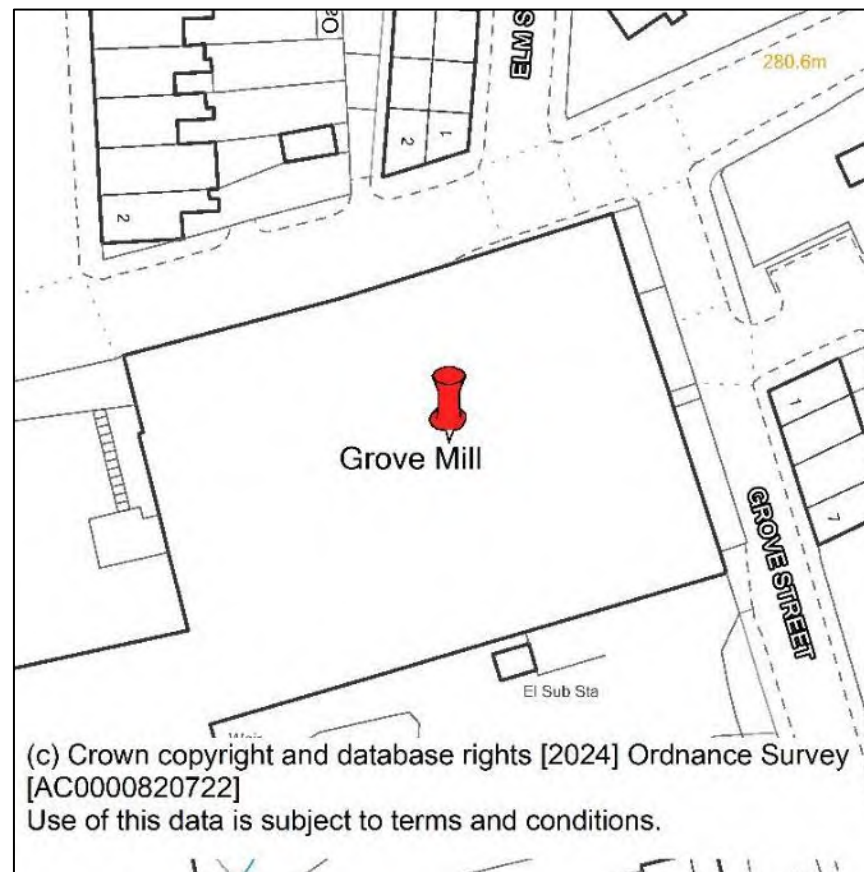 ELM S
280.6m
2
1
2
Grove Mill
1
7
GROVE STREET
El Sub Sta
(c) Crown copyright and database rights [2024] Ordnance Survey
[AC0000820722]
Use of this data is subject to terms and conditions.